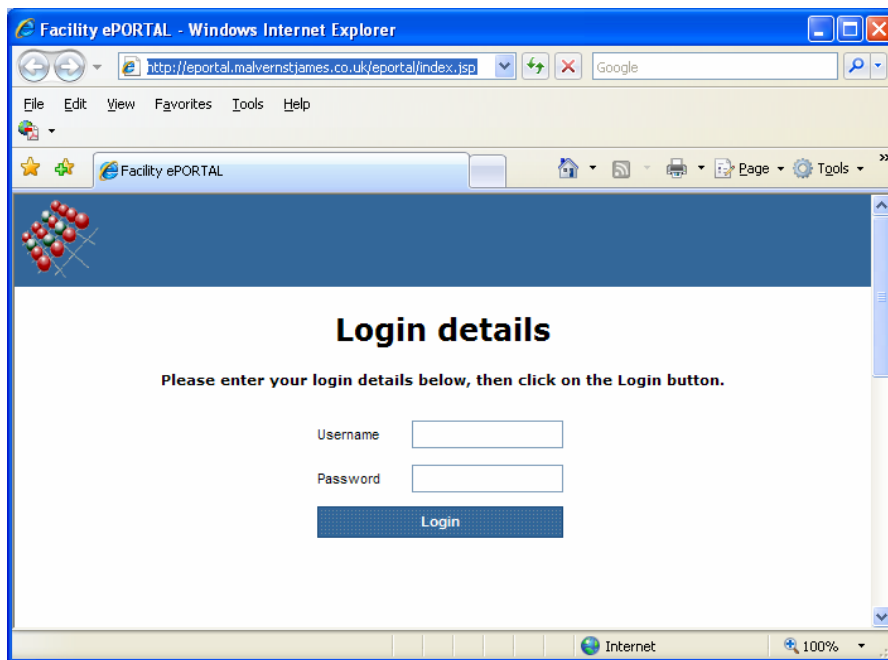 Facility ePORTAL - Windows Internet Explorer
http://eportal.malvernstjames.co.uk/eportal/index.jsp Google
File Edit View Favorites Tools Help
Facility ePORTAL Page Tools »
Login details
Please enter your login details below, then click on the Login button.
Username
Password
Login
Internet 100%